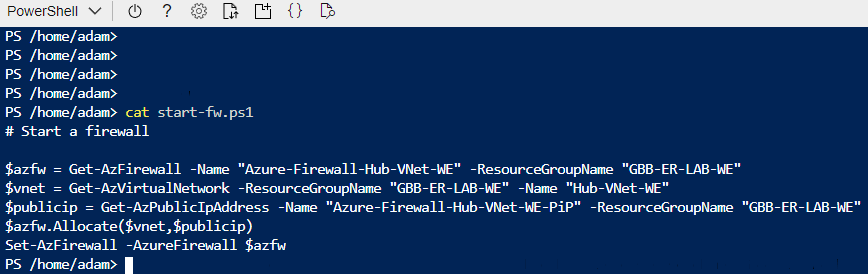 PowerShell
PS /home/adam>
PS /home/adam>
PS /home/adam>
PS /home/adam>
PS /home/adam> cat start-fw.ps1
# Start a firewall
$azfw = Get-AzFirewall -Name "Azure-Firewall-Hub-VNet-WE" -ResourceGroupName "GBB-ER-LAB-WE"
$vnet = Get-AzVirtualNetwork -ResourceGroupName "GBB-ER-LAB-WE" -Name "Hub-VNet-WE"
$publicip = Get-AzPublicIpAddress -Name "Azure-Firewall-Hub-VNet-WE-PiP" -ResourceGroupName "GBB-ER-LAB-WE"
$azfw.Allocate($vnet,$publicip)
Set-AzFirewall -AzureFirewall $azfw
PS /home/adam>